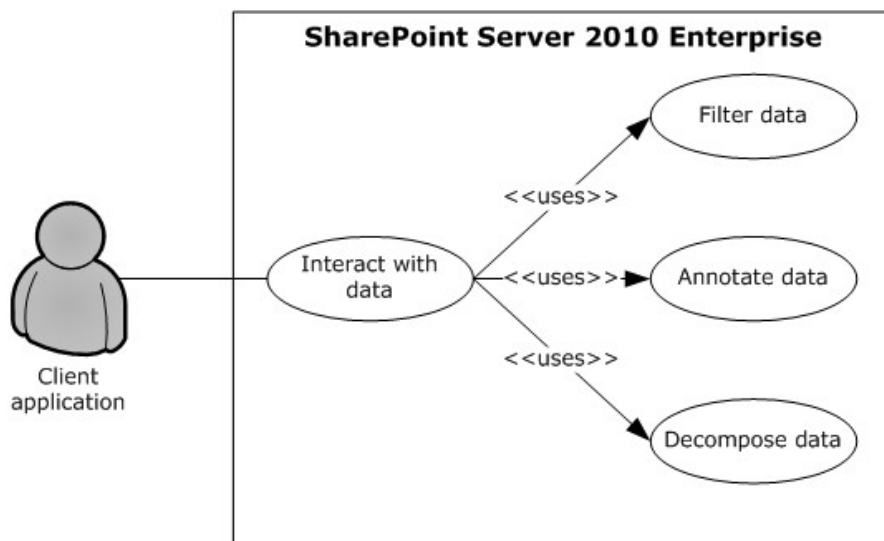 SharePoint Server 2010 Enterprise
Filter data
<<uses>>
Interact with
data
<<uses>>
Annotate data
<<uses>>
Client
application
Decompose data